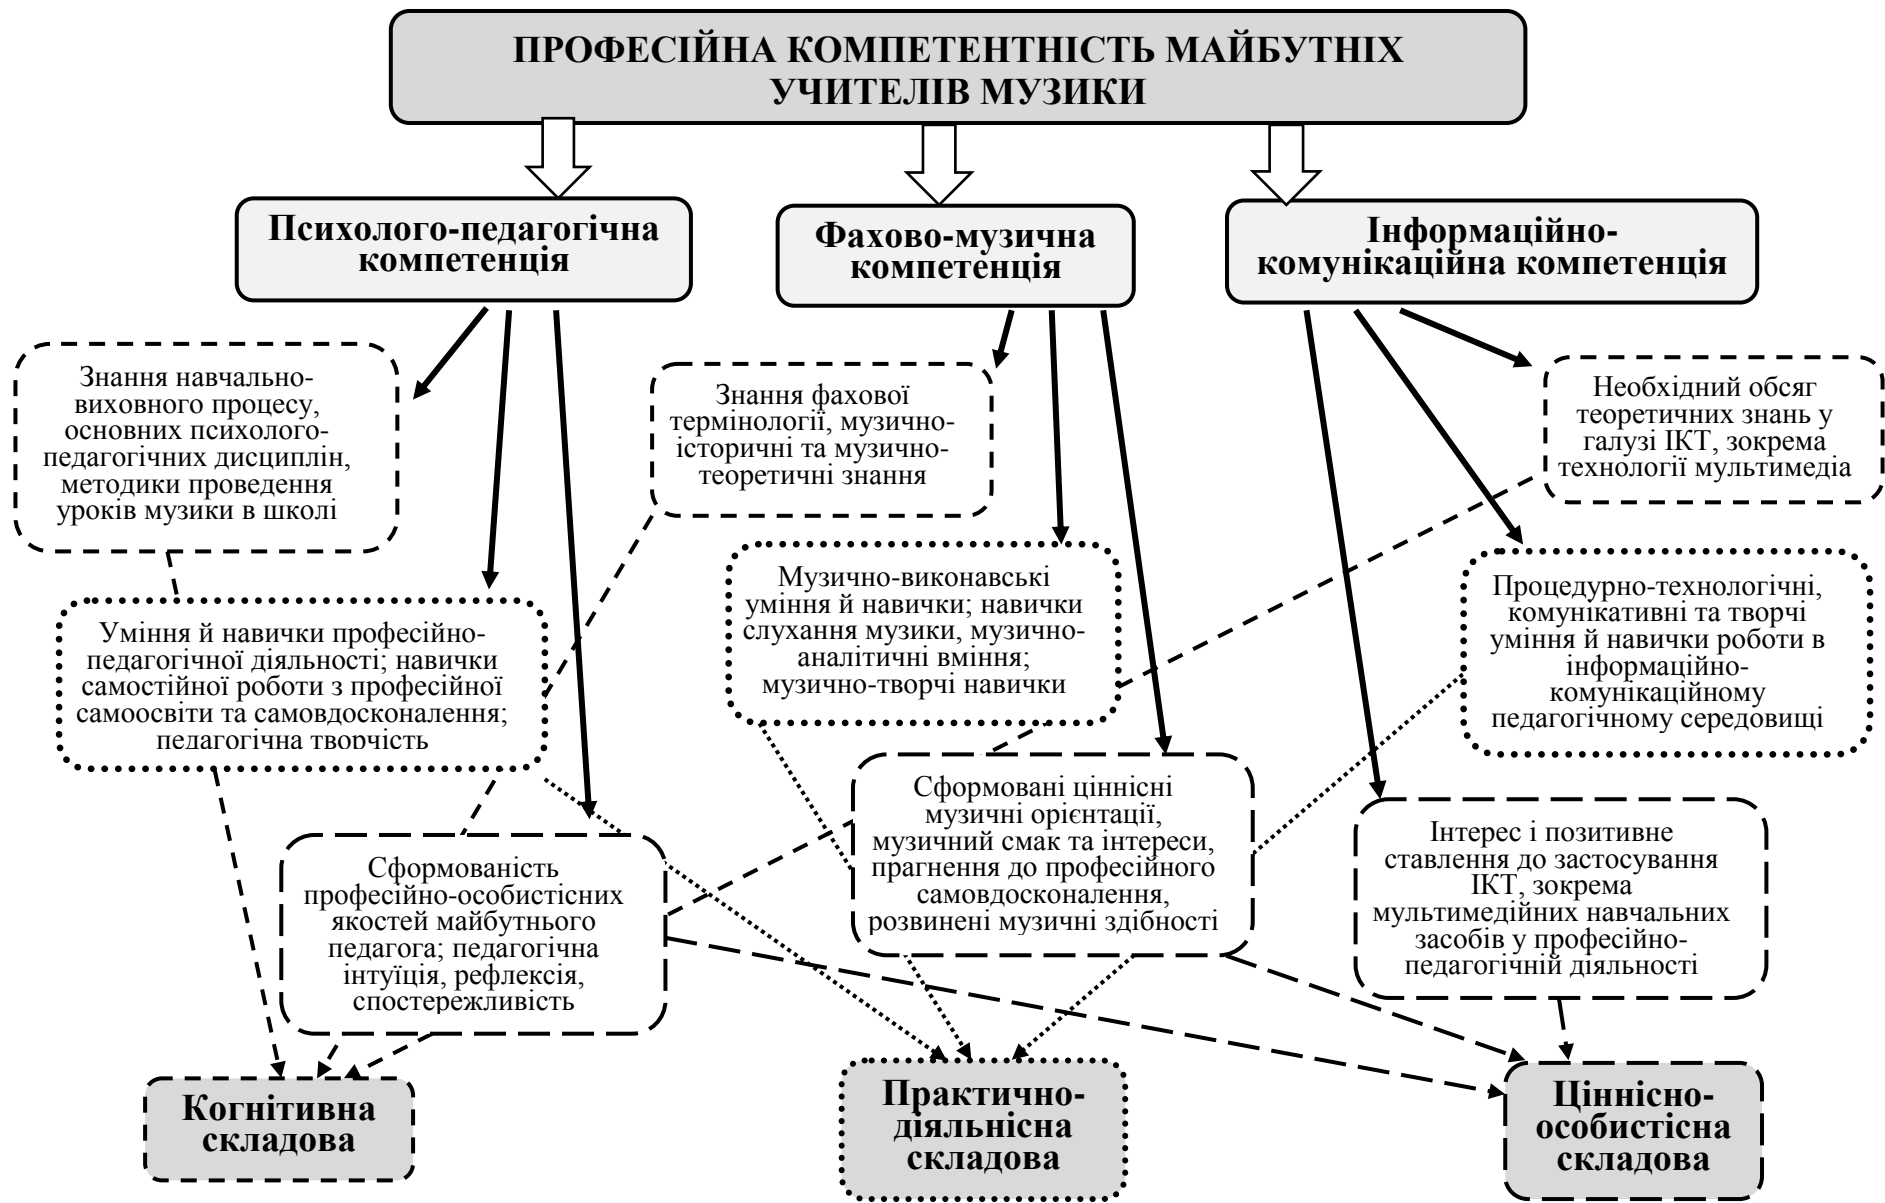 ПРОФЕСІЙНА КОМПЕТЕНТНІСТЬ МАЙБУТНІХ
УЧИТЕЛІВ МУЗИКИ
Психолого-педагогічна
компетенція
Фахово-музична
компетенція
Інформаційно-
комунікаційна компетенція
Знання навчально-
виховного процесу,
основних психолого-
педагогічних дисциплін,
методики проведення
уроків музики в школі
Знання фахової
термінології, музично-
історичні та музично-
теоретичні знання
Необхідний обсяг
теоретичних знань у
галузі ІКТ, зокрема
технології мультимедіа
Уміння й навички професійно-
педагогічної діяльності; навички
самостійної роботи з професійної
самоосвіти та самовдосконалення;
педагогічна творчість
Музично-виконавські
уміння й навички; навички
слухання музики, музично-
аналітичні вміння;
музично-творчі навички
Процедурно-технологічні,
комунікативні та творчі
уміння й навички роботи в
інформаційно-
комунікаційному
педагогічному середовищі
Сформованість
професійно-особистісних
якостей майбутнього
педагога; педагогічна
інтуїція, рефлексія,
спостережливість
Сформовані ціннісні
музичні орієнтації,
музичний смак та інтереси,
прагнення до професійного
самовдосконалення,
розвинені музичні здібності
Інтерес і позитивне
ставлення до застосування
ІКТ, зокрема
мультимедійних навчальних
засобів у професійно-
педагогічній діяльності
Когнітивна
складова
Практично-
діяльнісна
складова
Ціннісно-
особистісна
складова